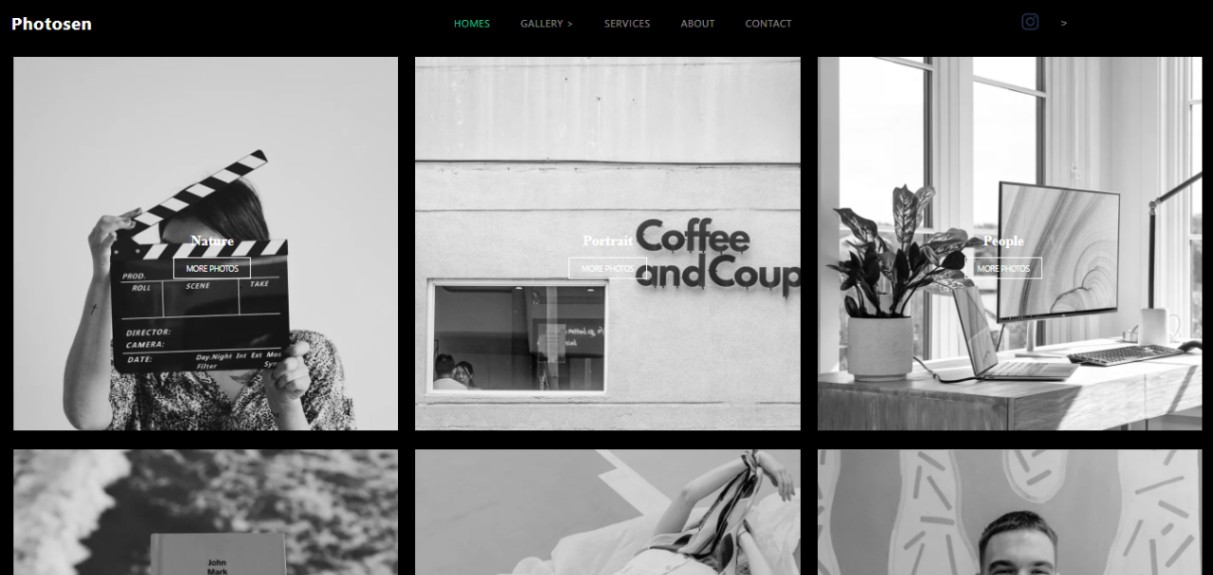 Photosen
HOMES
GALLERY >
SERVICES
ABOUT
CONTACT
>
Nature
MORE PHOTOS
PROD.
ROLL
SCENE
TAKE
DIRECTOR:
CAMERA:
DATE:
Day Night Int Ext Mos
Filter
Portrait
MORE PHOTOS
Coffee
and Coup
People
MORE PHOTOS
John
Mark